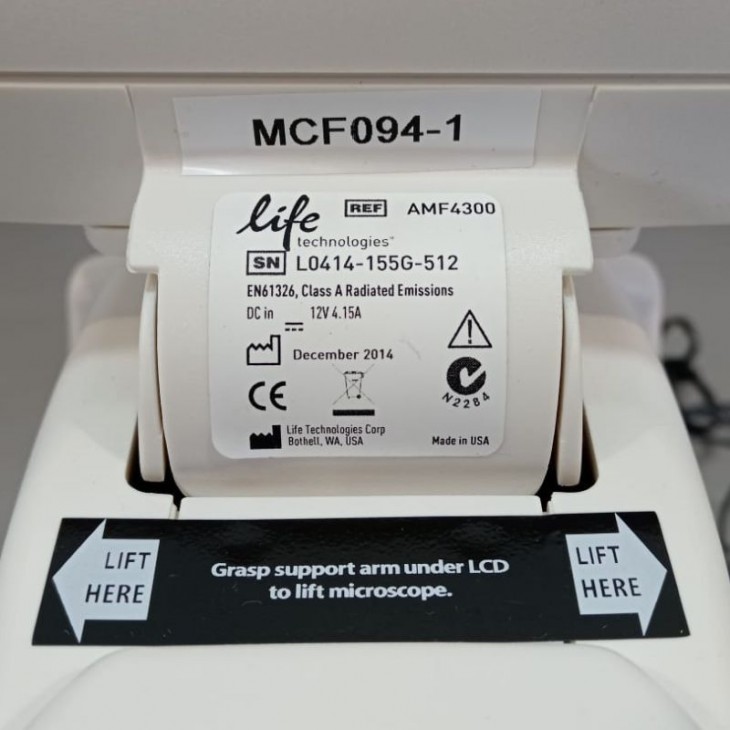 MCF094-1
life technologies™
REF AMF4300
SN L0414-155G-512
EN61326, Class A Radiated Emissions
DC in 12V 4.15A
December 2014
CE
N2284
Life Technologies Corp
Bothell, WA, USA
Made in USA
LIFT HERE
Grasp support arm under LCD
to lift microscope.
LIFT HERE